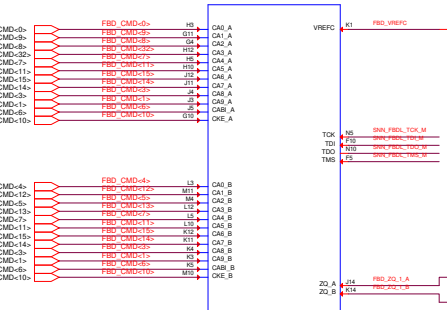 CMD<0> FBD_CMD<0> H3 CA0_A VREFC K1 FBD_VREFC
CMD<9> FBD_CMD<9> G11 CA1_A
CMD<8> FBD_CMD<8> G4 CA2_A
CMD<32> FBD_CMD<32> H12 CA3_A
CMD<7> FBD_CMD<7> H5 CA4_A
CMD<11> FBD_CMD<11> H10 CA5_A
CMD<15> FBD_CMD<15> J12 CA6_A
CMD<14> FBD_CMD<14> J11 CA7_A
CMD<3> FBD_CMD<3> J4 CA8_A
CMD<1> FBD_CMD<1> J3 CA9_A
CMD<6> FBD_CMD<6> J5 CABI_A
CMD<10> FBD_CMD<10> G10 CKE_A
TCK N5 SNN_FBDL_TCK_M
TDI F10 SNN_FBDL_TDI_M
TDO N10 SNN_FBDL_TDO_M
TMS F5 SNN_FBDL_TMS_M
CMD<4> FBD_CMD<4> L3 CA0_B
CMD<12> FBD_CMD<12> M11 CA1_B
CMD<5> FBD_CMD<5> M4 CA2_B
CMD<13> FBD_CMD<13> L12 CA3_B
CMD<7> FBD_CMD<7> L5 CA4_B
CMD<11> FBD_CMD<11> L10 CA5_B
CMD<15> FBD_CMD<15> K12 CA6_B
CMD<14> FBD_CMD<14> K11 CA7_B
CMD<3> FBD_CMD<3> K4 CA8_B
CMD<1> FBD_CMD<1> K3 CA9_B
CMD<6> FBD_CMD<6> K5 CABI_B
CMD<10> FBD_CMD<10> M10 CKE_B
ZQ_A J14 FBD_ZQ_1_A
ZQ_B K14 FBD_ZQ_1_B